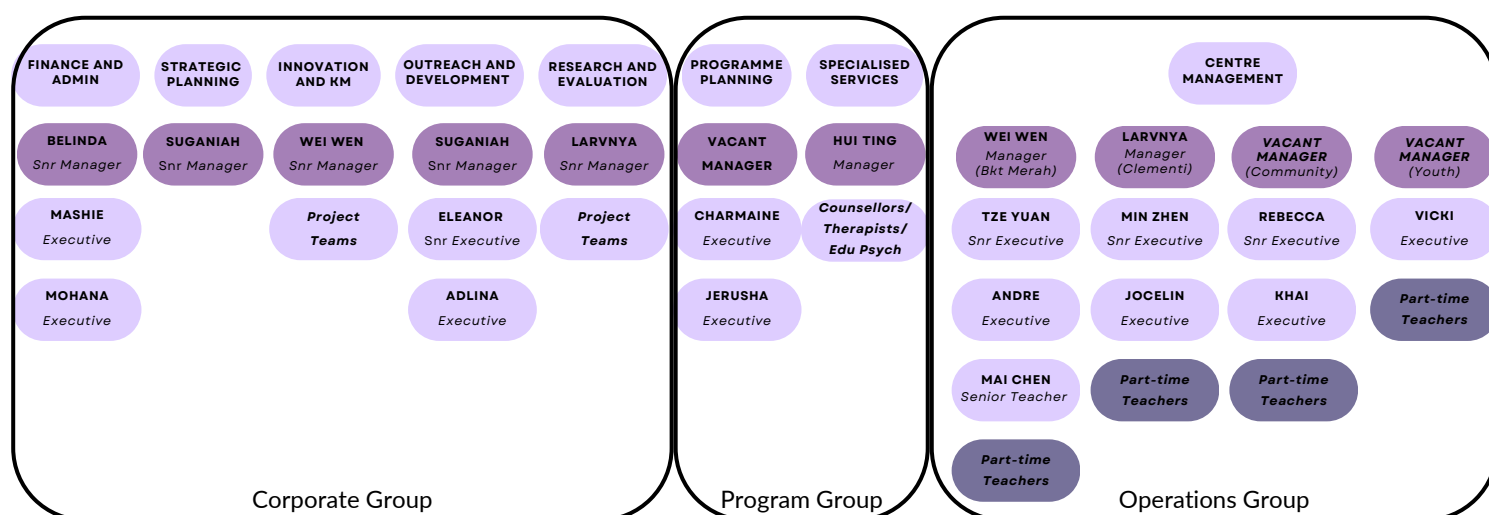 FINANCE AND
ADMIN
STRATEGIC
PLANNING
INNOVATION
AND KM
OUTREACH AND
DEVELOPMENT
RESEARCH AND
EVALUATION
PROGRAMME
PLANNING
SPECIALISED
SERVICES
CENTRE
MANAGEMENT
BELINDA
Snr Manager
SUGANIAH
Snr Manager
WEI WEN
Snr Manager
SUGANIAH
Snr Manager
LARVNYA
Snr Manager
VACANT
MANAGER
HUI TING
Manager
WEI WEN
Manager
(Bkt Merah)
LARVNYA
Manager
(Clementi)
VACANT
MANAGER
(Community)
VACANT
MANAGER
(Youth)
MASHIE
Executive
Project
Teams
ELEANOR
Snr Executive
Project
Teams
CHARMAINE
Executive
Counsellors/
Therapists/
Edu Psych
TZE YUAN
Snr Executive
MIN ZHEN
Snr Executive
REBECCA
Snr Executive
VICKI
Executive
MOHANA
Executive
ADLINA
Executive
JERUSHA
Executive
ANDRE
Executive
JOCELIN
Executive
KHAI
Executive
Part-time
Teachers
MAI CHEN
Senior Teacher
Part-time
Teachers
Part-time
Teachers
Part-time
Teachers
Corporate Group
Program Group
Operations Group